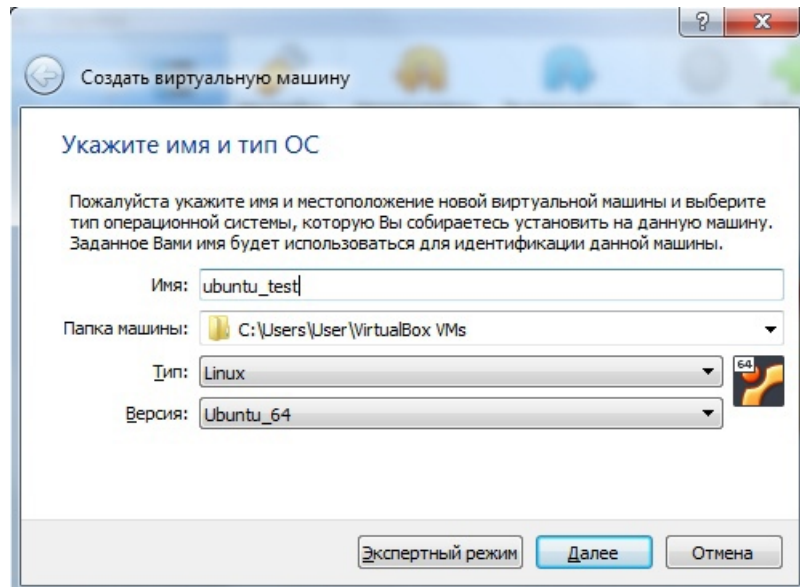 Создать виртуальную машину
Укажите имя и тип ОС
Пожалуйста укажите имя и местоположение новой виртуальной машины и выберите
тип операционной системы, которую Вы собираетесь установить на данную машину.
Заданное Вами имя будет использоваться для идентификации данной машины.
Имя: ubuntu_test
Папка машины: C:\Users\User\VirtualBox VMs
Тип: Linux
64
Версия: Ubuntu_64
Экспертный режим Далее Отмена